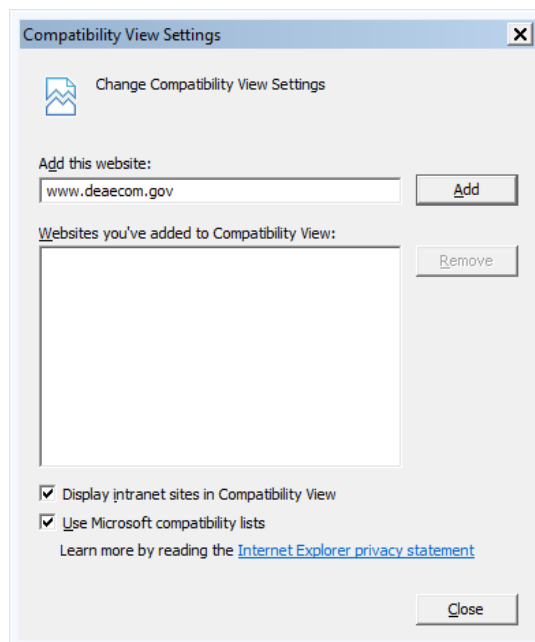 Compatibility View Settings
Change Compatibility View Settings
Add this website:
www.deaecom.gov
Add
Websites you've added to Compatibility View:
Remove
Display intranet sites in Compatibility View
Use Microsoft compatibility lists
Learn more by reading the Internet Explorer privacy statement
Close